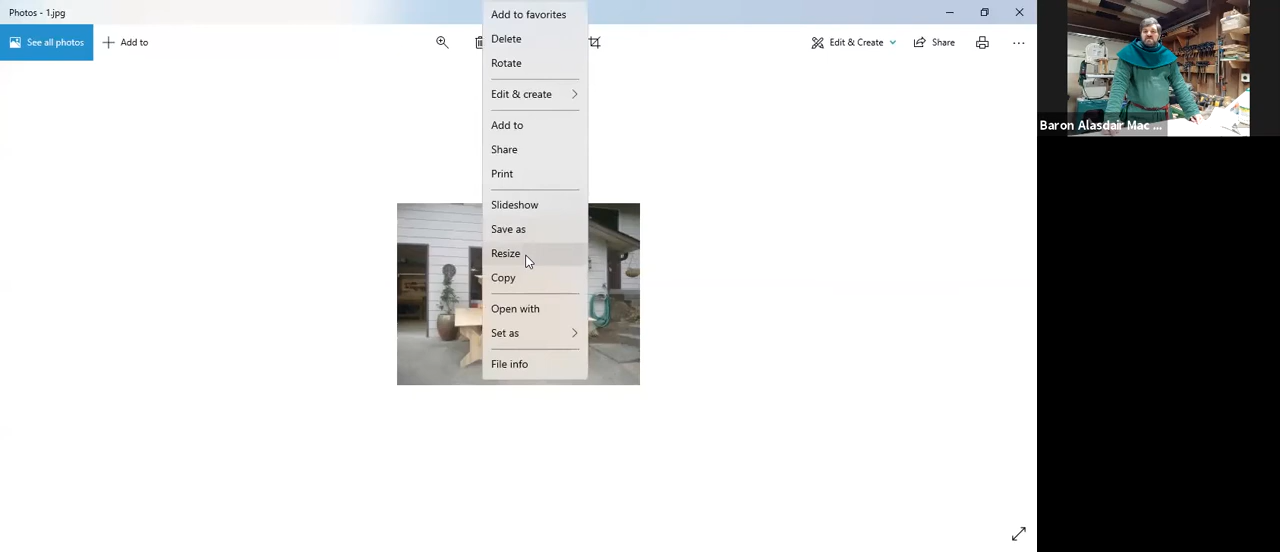 Photos - 1.jpg
See all photos
Add to
Edit & Create
Share
Add to favorites
Delete
Rotate
Edit & create
Add to
Share
Print
Slideshow
Save as
Resize
Copy
Open with
Set as
File info
Baron Alasdair Mac ...